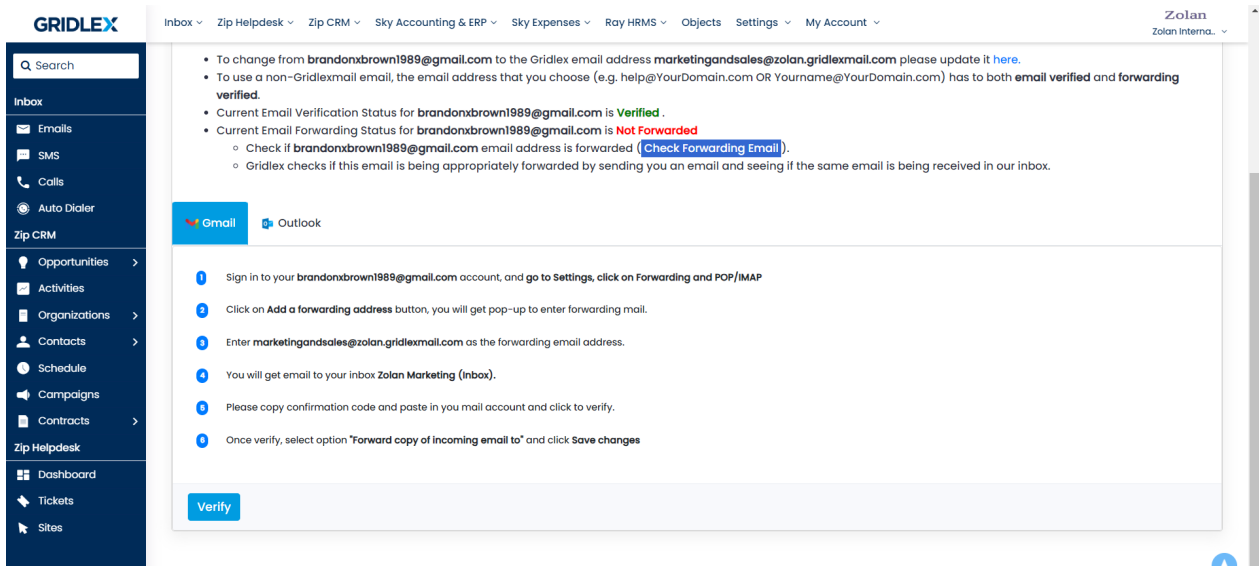 GRIDLEX
Inbox Zip Helpdesk Zip CRM Sky Accounting & ERP Sky Expenses Ray HRMS Objects Settings My Account
Zolan
Zolan Interna..
Search
Inbox
Emails
SMS
Calls
Auto Dialer
Zip CRM
Opportunities
Activities
Organizations
Contacts
Schedule
Campaigns
Contracts
Zip Helpdesk
Dashboard
Tickets
Sites
To change from brandonxbrown1989@gmail.com to the Gridlex email address marketingandsales@zolan.gridlexmail.com please update it here.
To use a non-Gridlexmail email, the email address that you choose (e.g. help@YourDomain.com OR Yourname@YourDomain.com) has to both email verified and forwarding
verified.
Current Email Verification Status for brandonxbrown1989@gmail.com is Verified .
Current Email Forwarding Status for brandonxbrown1989@gmail.com is Not Forwarded
Check if brandonxbrown1989@gmail.com email address is forwarded ( Check Forwarding Email ).
Gridlex checks if this email is being appropriately forwarded by sending you an email and seeing if the same email is being received in our inbox.
Gmail Outlook
1 Sign in to your brandonxbrown1989@gmail.com account, and go to Settings, click on Forwarding and POP/IMAP
2 Click on Add a forwarding address button, you will get pop-up to enter forwarding mail.
3 Enter marketingandsales@zolan.gridlexmail.com as the forwarding email address.
4 You will get email to your inbox Zolan Marketing (Inbox).
5 Please copy confirmation code and paste in you mail account and click to verify.
6 Once verify, select option "Forward copy of incoming email to" and click Save changes
Verify